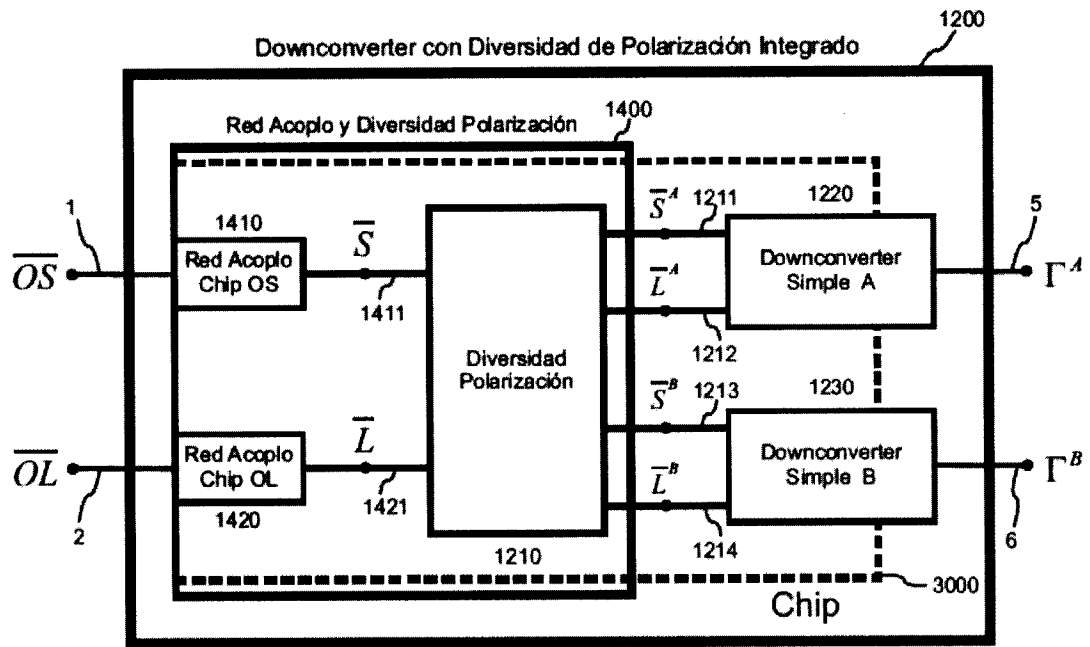 1200
Downconverter con Diversidad de Polarización Integrado
1400
Red Acoplo y Diversidad Polarización
1
OS
1410
Red Acoplo
Chip OS
S
1411
Diversidad
Polarización
1210
S^A
1211
L^A
1212
1220
Downconverter
Simple A
5
Γ^A
2
OL
Red Acoplo
Chip OL
1420
L
1421
S^B
1213
L^B
1214
1230
Downconverter
Simple B
6
Γ^B
3000
Chip